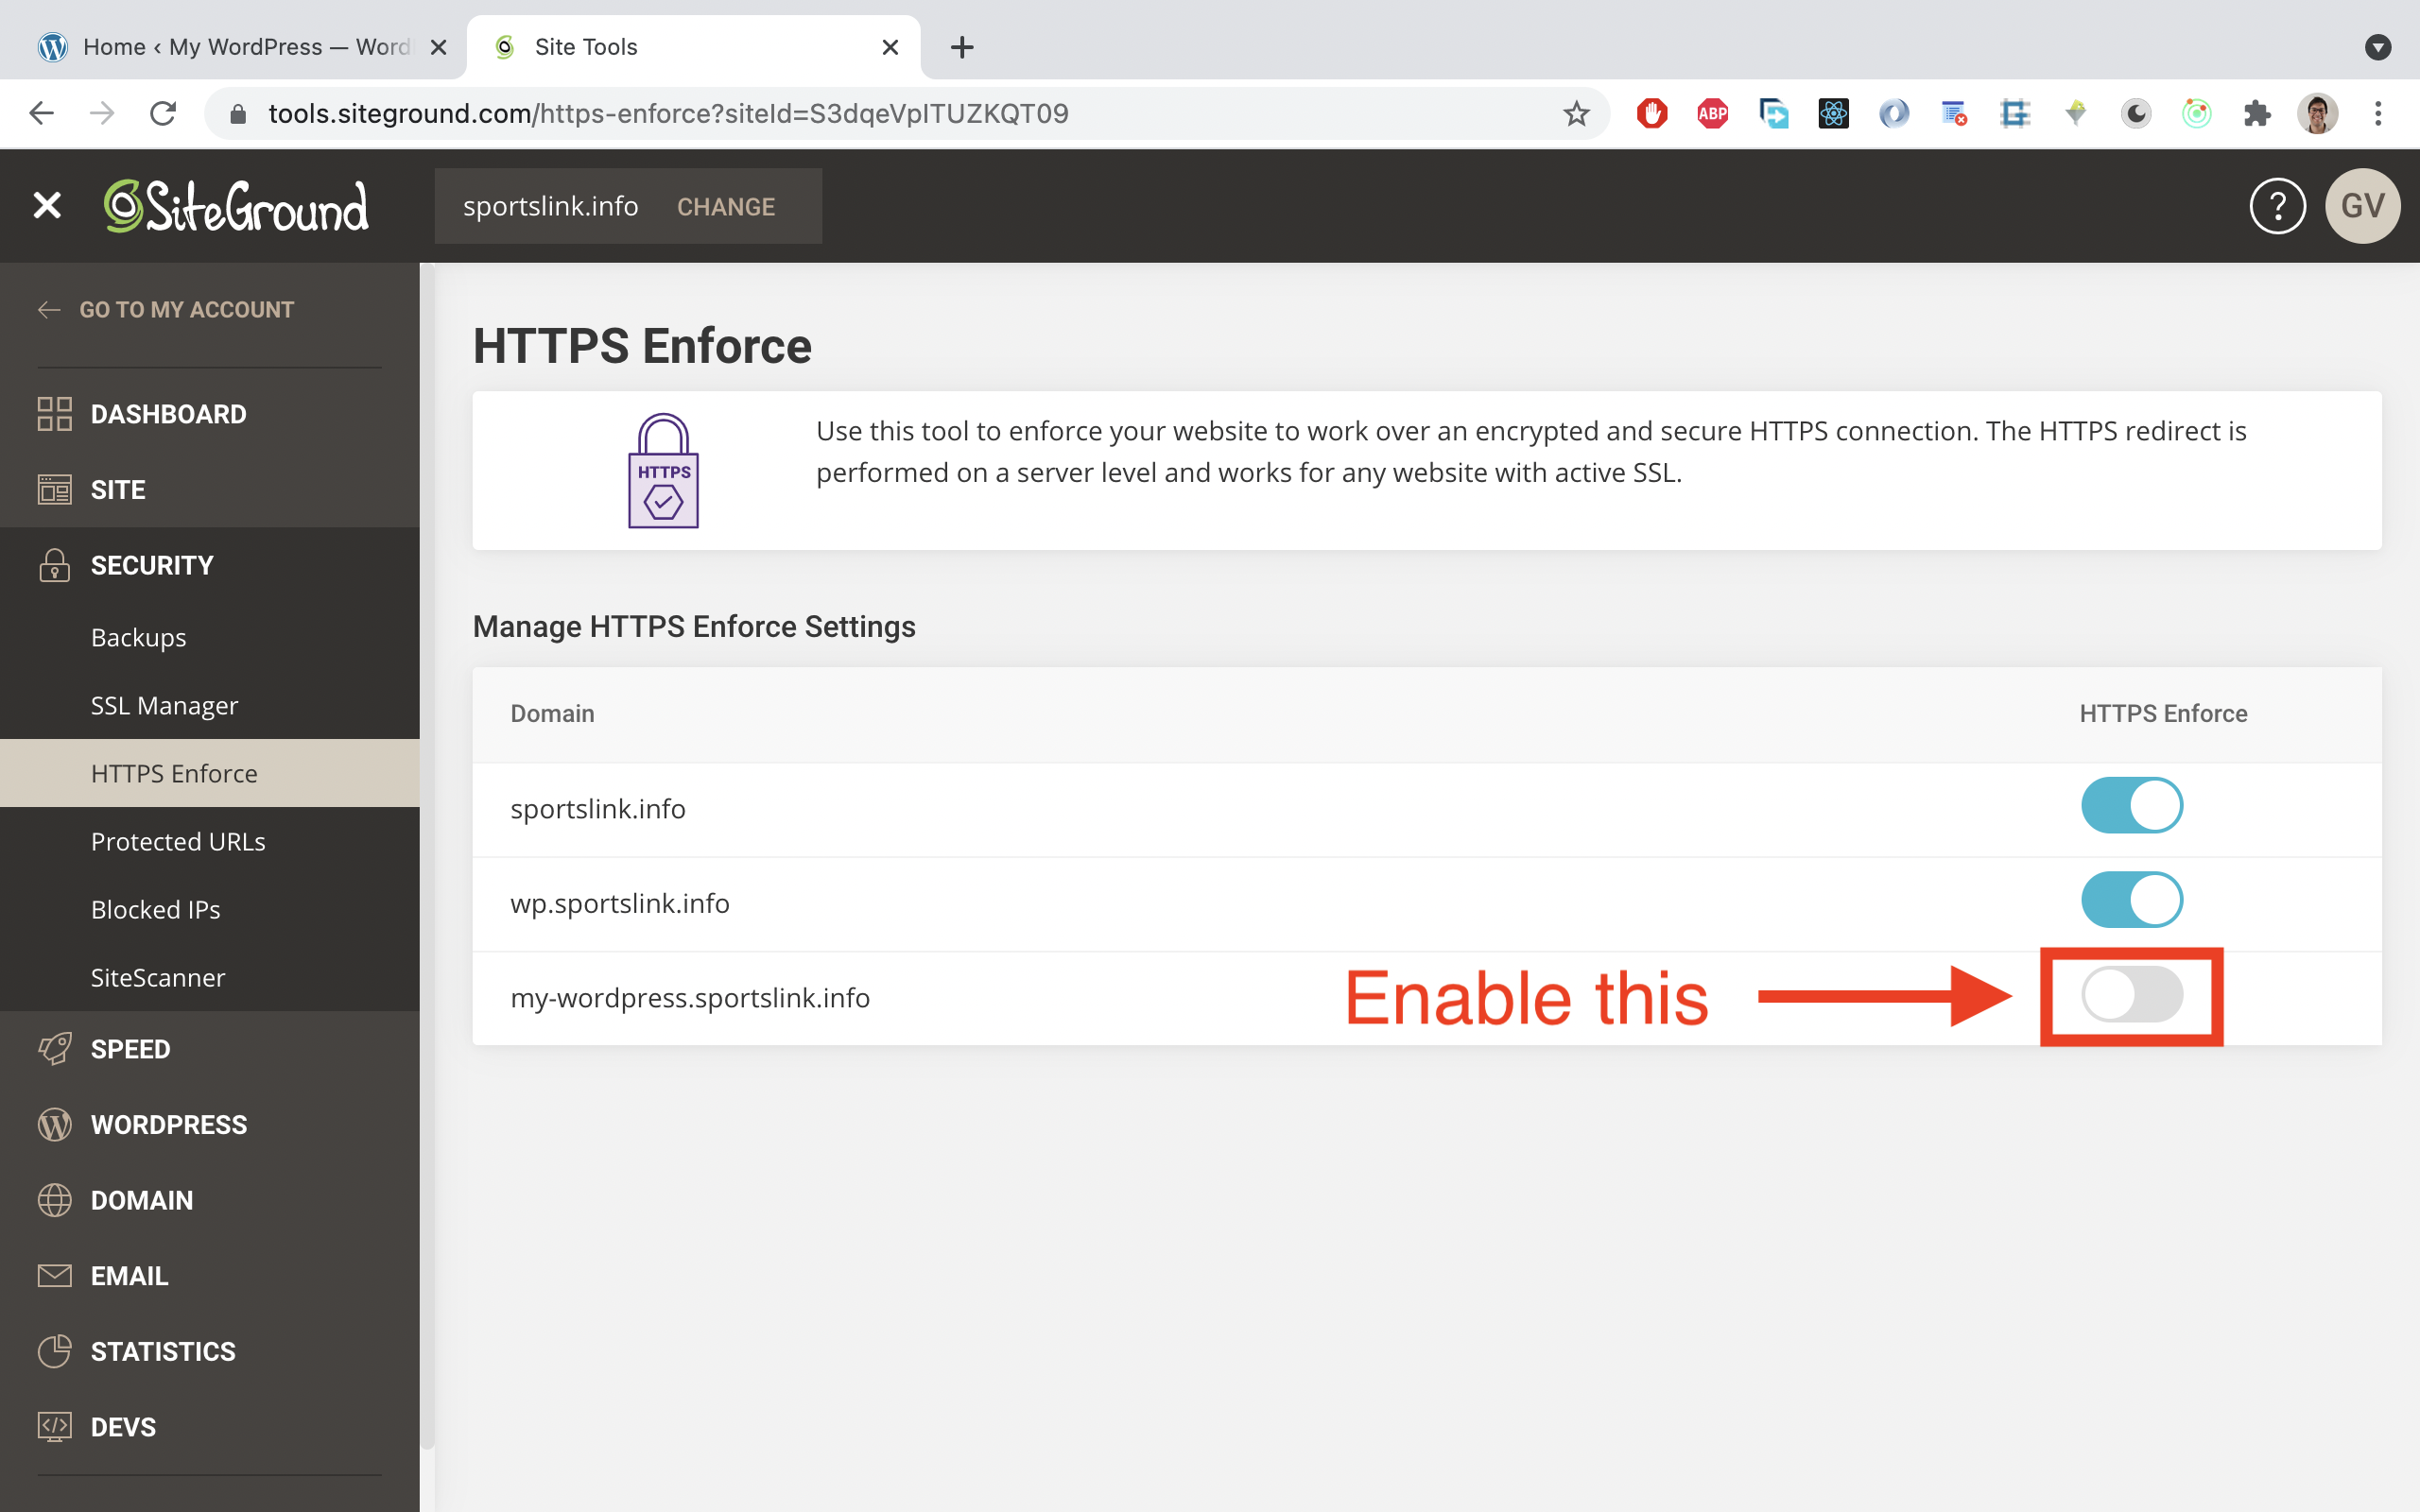 Home ‹ My WordPress — Word
Site Tools
tools.siteground.com/https-enforce?siteId=S3dqeVpITUZKQT09
ABP
SiteGround
sportslink.info CHANGE
?
GV
GO TO MY ACCOUNT
DASHBOARD
SITE
SECURITY
Backups
SSL Manager
HTTPS Enforce
Protected URLs
Blocked IPs
SiteScanner
SPEED
WORDPRESS
DOMAIN
EMAIL
STATISTICS
DEVS
HTTPS Enforce
HTTPS
Use this tool to enforce your website to work over an encrypted and secure HTTPS connection. The HTTPS redirect is
performed on a server level and works for any website with active SSL.
Manage HTTPS Enforce Settings
Domain HTTPS Enforce
sportslink.info
wp.sportslink.info
my-wordpress.sportslink.info Enable this